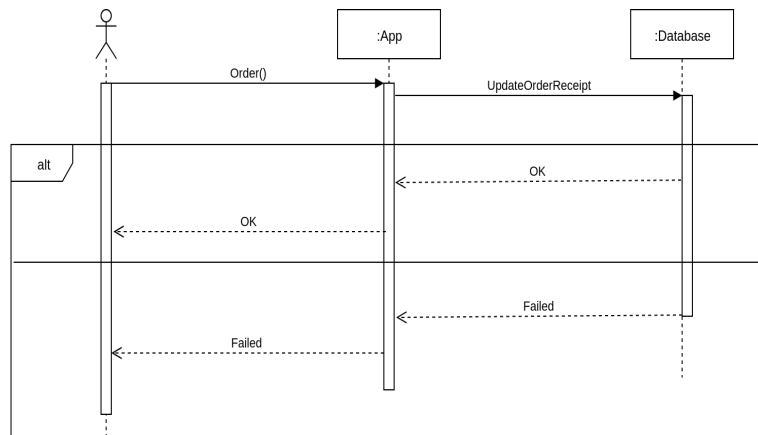 :App
:Database
Order()
UpdateOrderReceipt
alt
OK
OK
Failed
Failed